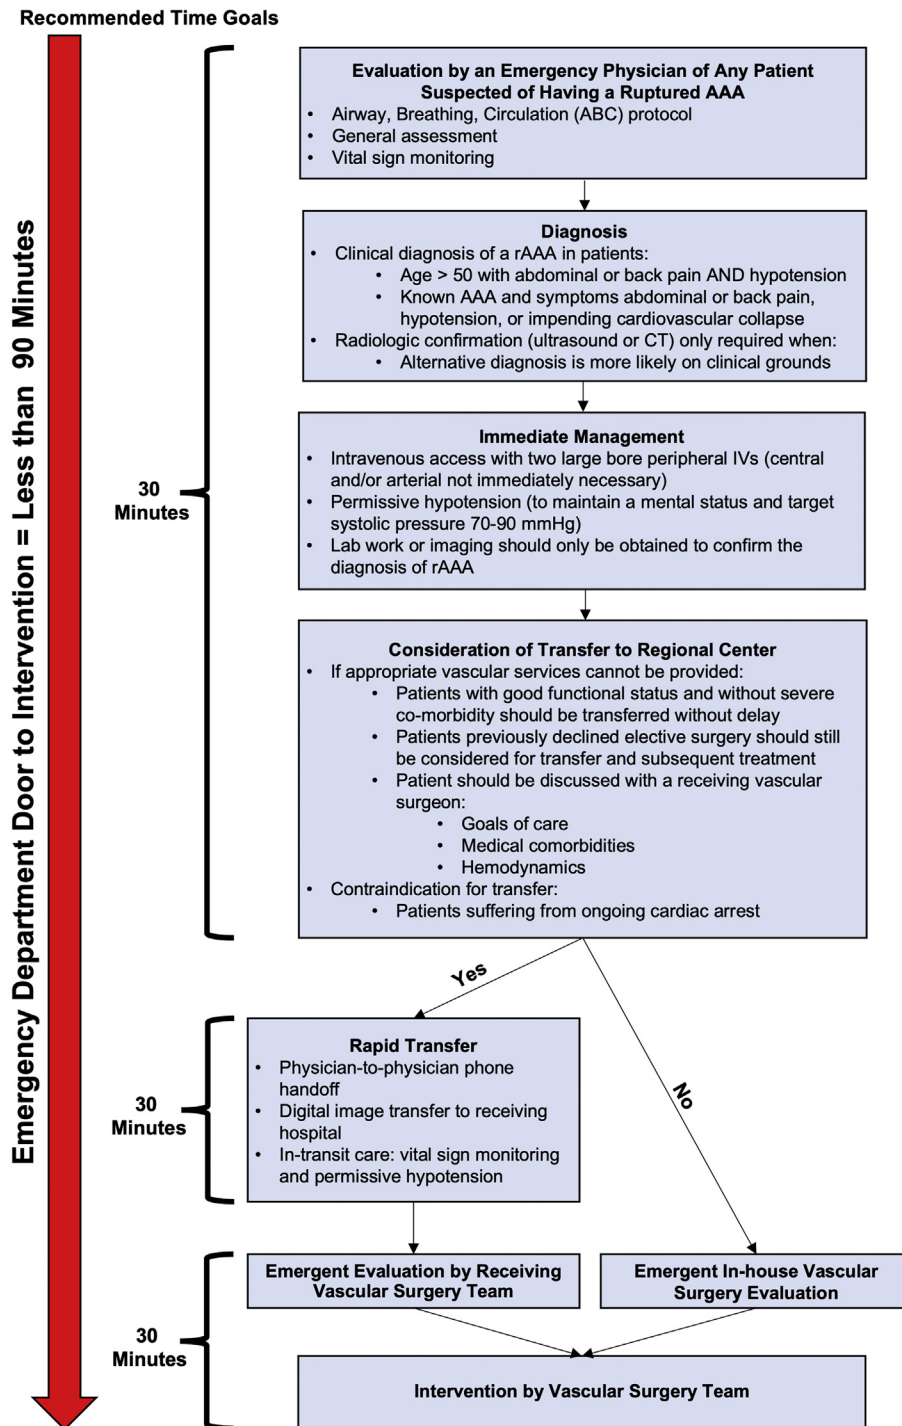 Recommended Time Goals
Emergency Department Door to Intervention = Less than 90 Minutes
Evaluation by an Emergency Physician of Any Patient
Suspected of Having a Ruptured AAA
• Airway, Breathing, Circulation (ABC) protocol
• General assessment
• Vital sign monitoring
Diagnosis
• Clinical diagnosis of a rAAA in patients:
• Age > 50 with abdominal or back pain AND hypotension
• Known AAA and symptoms abdominal or back pain,
hypotension, or impending cardiovascular collapse
• Radiologic confirmation (ultrasound or CT) only required when:
• Alternative diagnosis is more likely on clinical grounds
30
Minutes
Immediate Management
• Intravenous access with two large bore peripheral IVs (central
and/or arterial not immediately necessary)
• Permissive hypotension (to maintain a mental status and target
systolic pressure 70-90 mmHg)
• Lab work or imaging should only be obtained to confirm the
diagnosis of rAAA
Consideration of Transfer to Regional Center
• If appropriate vascular services cannot be provided:
• Patients with good functional status and without severe
co-morbidity should be transferred without delay
• Patients previously declined elective surgery should still
be considered for transfer and subsequent treatment
• Patient should be discussed with a receiving vascular
surgeon:
• Goals of care
• Medical comorbidities
• Hemodynamics
• Contraindication for transfer:
• Patients suffering from ongoing cardiac arrest
Yes
No
30
Minutes
Rapid Transfer
• Physician-to-physician phone
handoff
• Digital image transfer to receiving
hospital
• In-transit care: vital sign monitoring
and permissive hypotension
30
Minutes
Emergent Evaluation by Receiving
Vascular Surgery Team
Emergent In-house Vascular
Surgery Evaluation
Intervention by Vascular Surgery Team